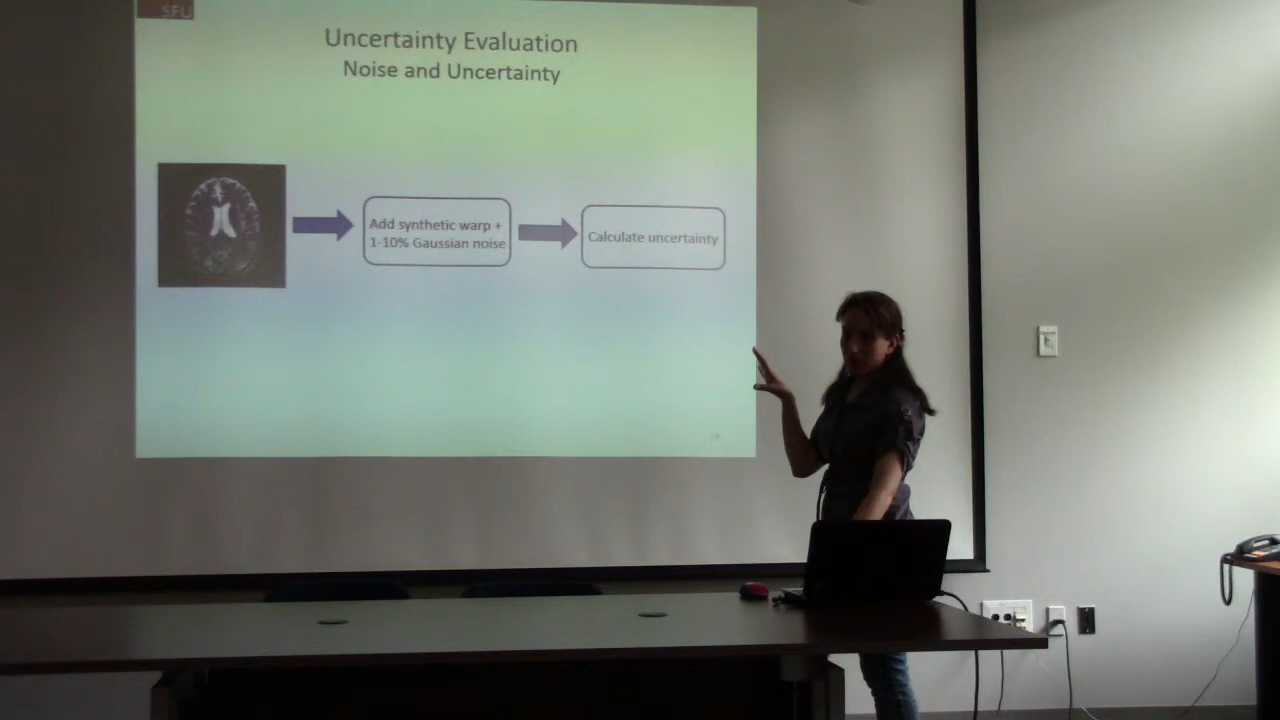 SFU
Uncertainty Evaluation
Noise and Uncertainty
Add synthetic warp +
1-10% Gaussian noise
Calculate uncertainty